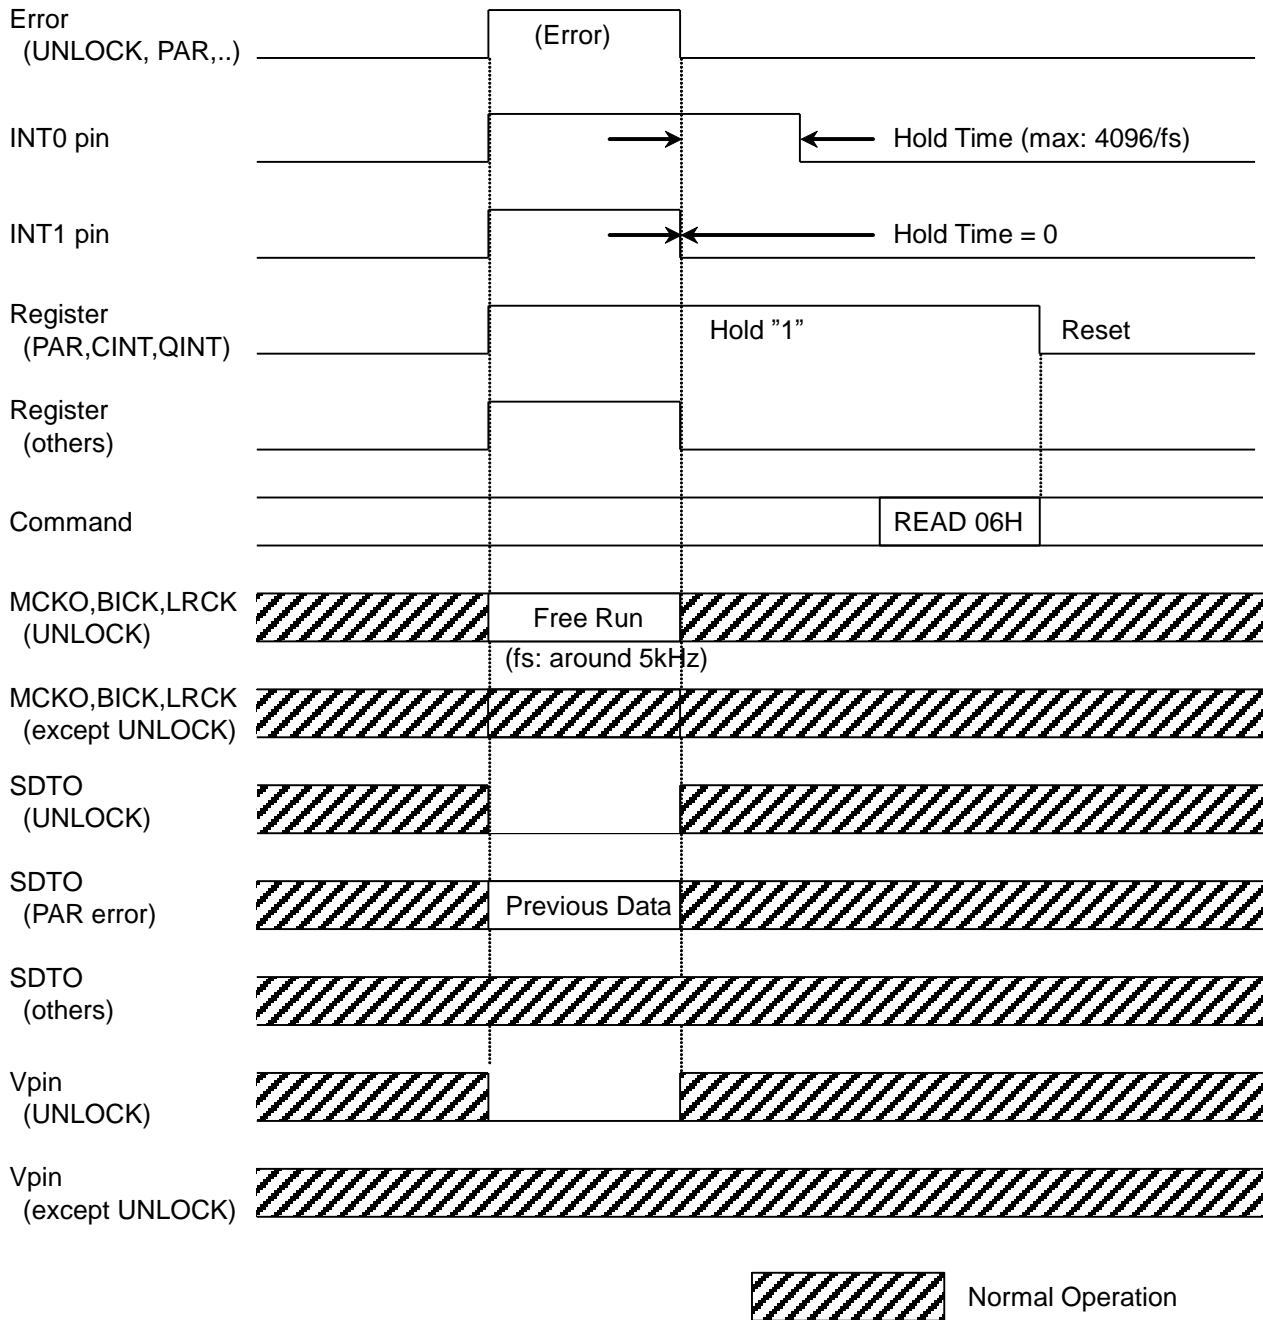 Error
(UNLOCK, PAR,..)
(Error)
INT0 pin
Hold Time (max: 4096/fs)
INT1 pin
Hold Time = 0
Register
(PAR,CINT,QINT)
Hold ”1”
Reset
Register
(others)
Command
READ 06H
MCKO,BICK,LRCK
(UNLOCK)
Free Run
(fs: around 5kHz)
MCKO,BICK,LRCK
(except UNLOCK)
SDTO
(UNLOCK)
SDTO
(PAR error)
Previous Data
SDTO
(others)
Vpin
(UNLOCK)
Vpin
(except UNLOCK)
Normal Operation